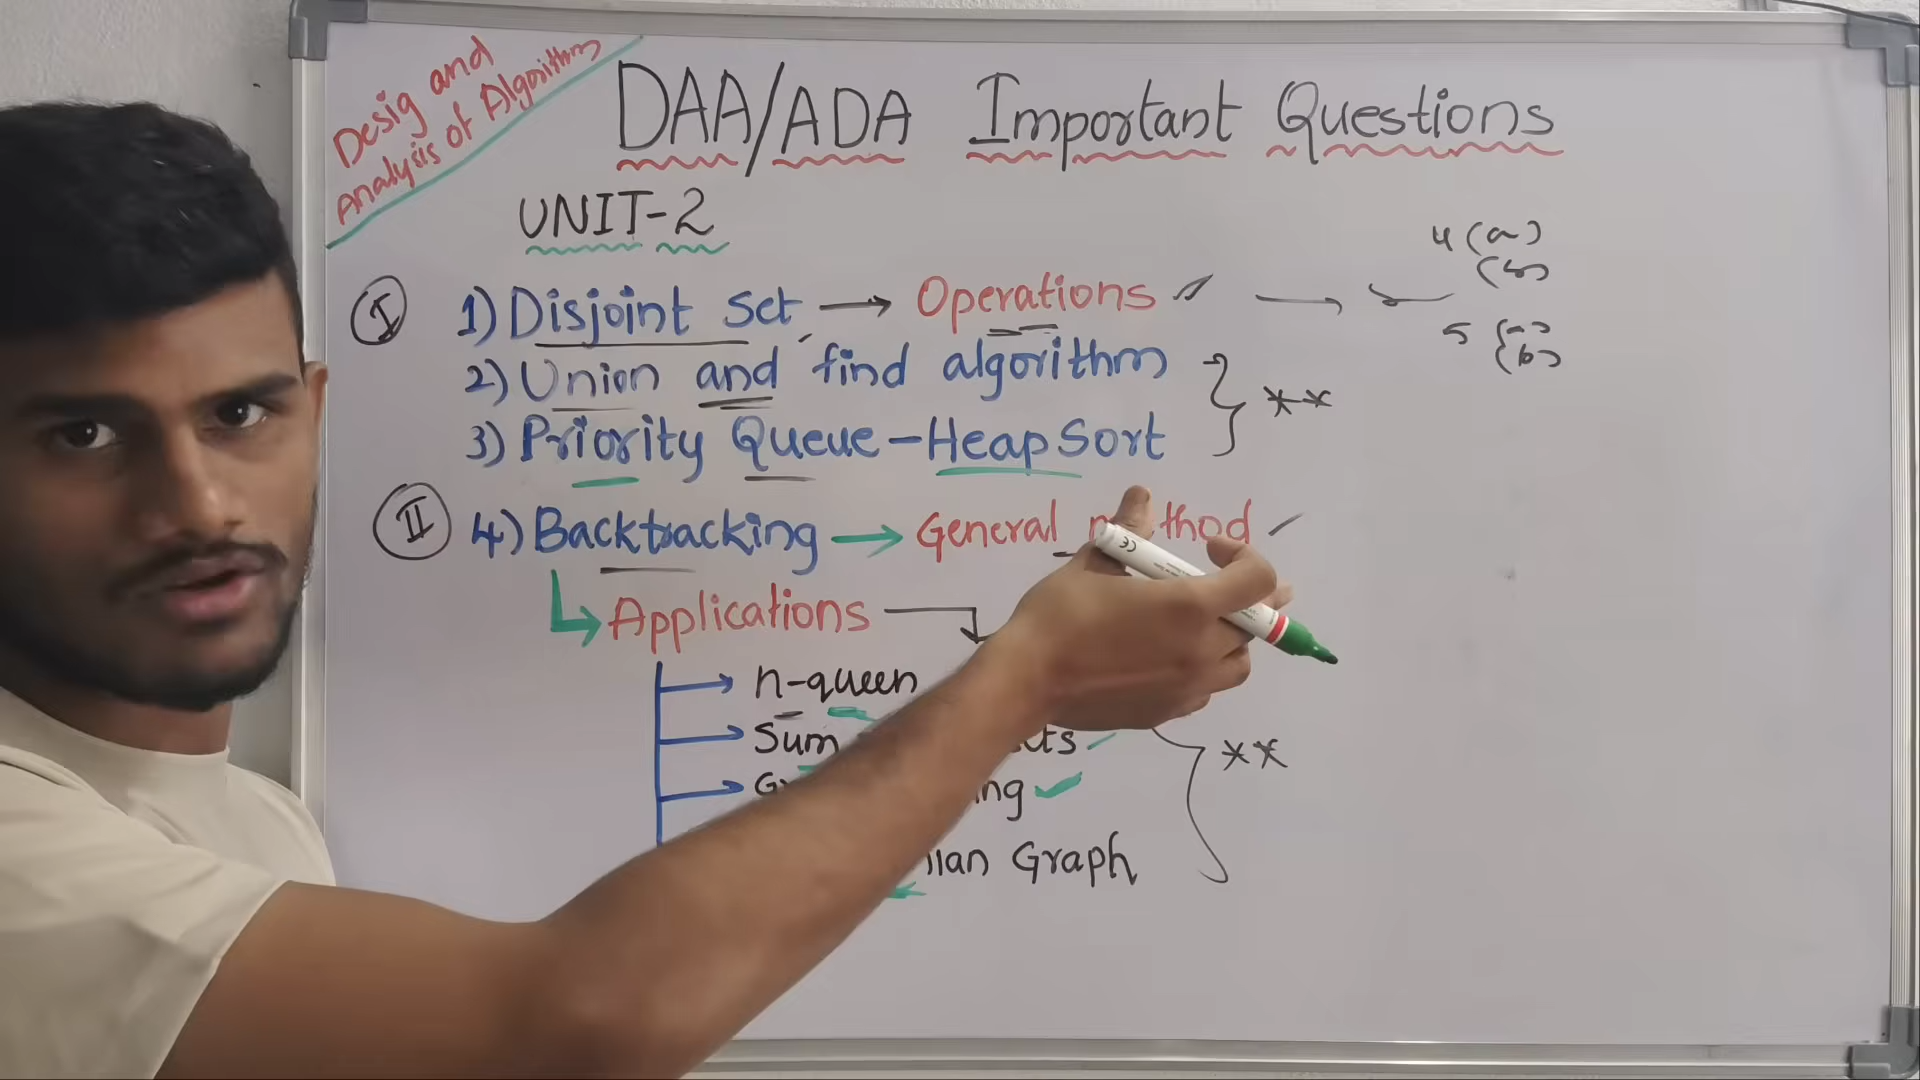 Desig and
Analysis of Algorithm
DAA/ADA Important Questions
UNIT-2
I
1) Disjoint Set → Operations
4 (a)
(b)
5 (a)
(b)
2) Union and find algorithm
3) Priority Queue - Heap Sort
**
II
4) Backtracking → General
Applications
n-queen
Sum
**
Graph